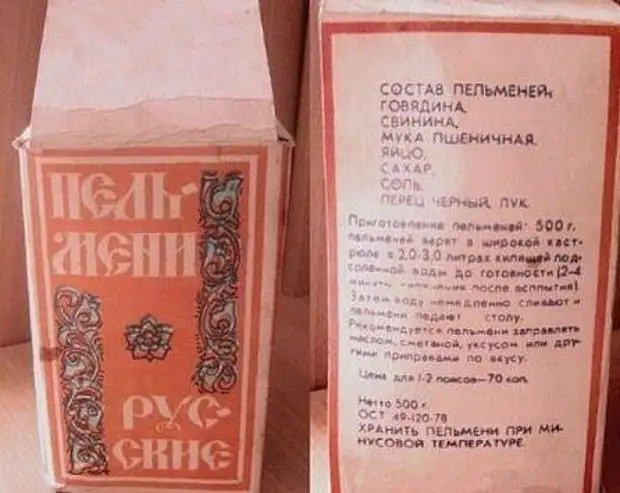 ПЕЛЬ-
МЕНИ
РУС-
СКИЕ
СОСТАВ ПЕЛЬМЕНЕЙ:
ГОВЯДИНА,
СВИНИНА,
МУКА ПШЕНИЧНАЯ,
ЯЙЦО,
САХАР,
СОЛЬ,
ПЕРЕЦ ЧЕРНЫЙ, ЛУК.
Приготовление пельменей: 500 г.
пельменей варят в широкой каст-
рюле в 2,0-3,0 литрах кипящей под-
соленной воды до готовности (2-4
минуты кипячения после всплытия).
Затем воду немедленно сливают и
пельмени подают к столу.
Рекомендуется пельмени заправлять
маслом, сметаной, уксусом или дру-
гими приправами по вкусу.
Цена для 1-2 поясов-70 коп.
Нетто 500 г.
ОСТ 49-120-78
ХРАНИТЬ ПЕЛЬМЕНИ ПРИ МИ-
НУСОВОЙ ТЕМПЕРАТУРЕ.